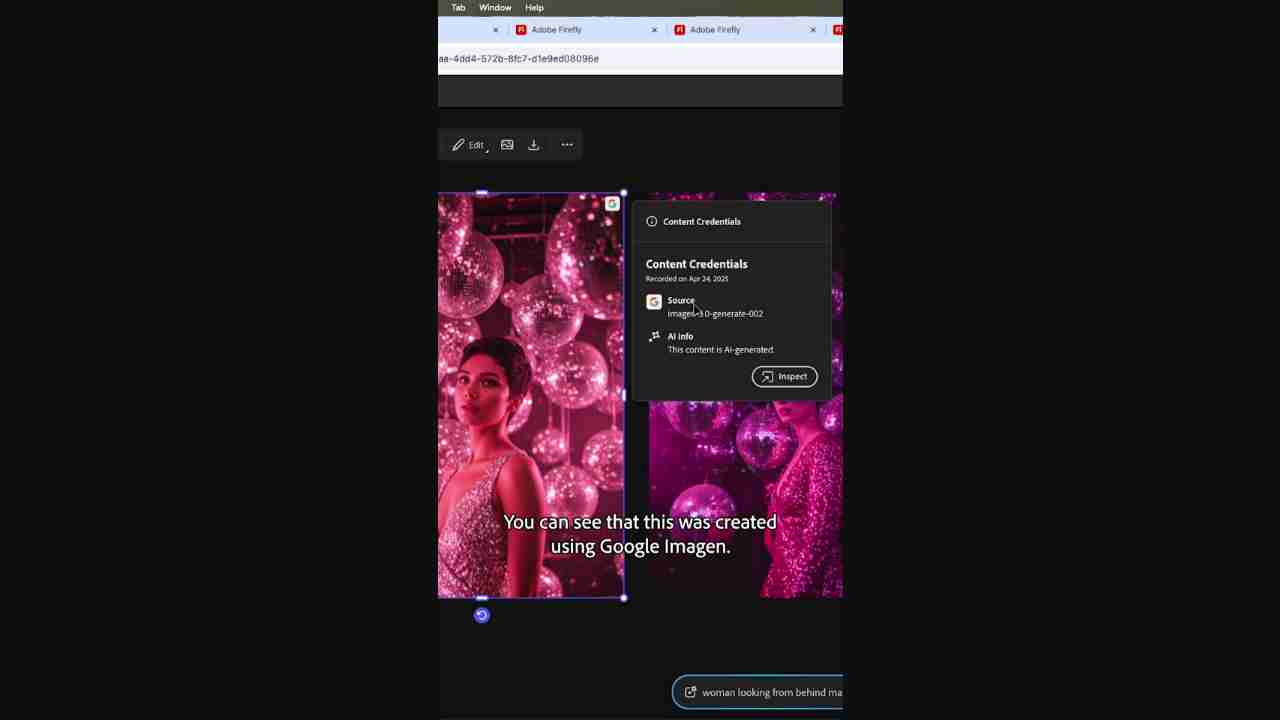 Tab Window Help
Adobe Firefly
Adobe Firefly
aa-4dd4-572b-8fc7-d1e9ed08096e
Edit
Content Credentials
Content Credentials
Recorded on Apr 24, 2025
Source
imagen-3.0-generate-002
AI info
This content is AI-generated.
Inspect
You can see that this was created
using Google Imagen.
woman looking from behind ma